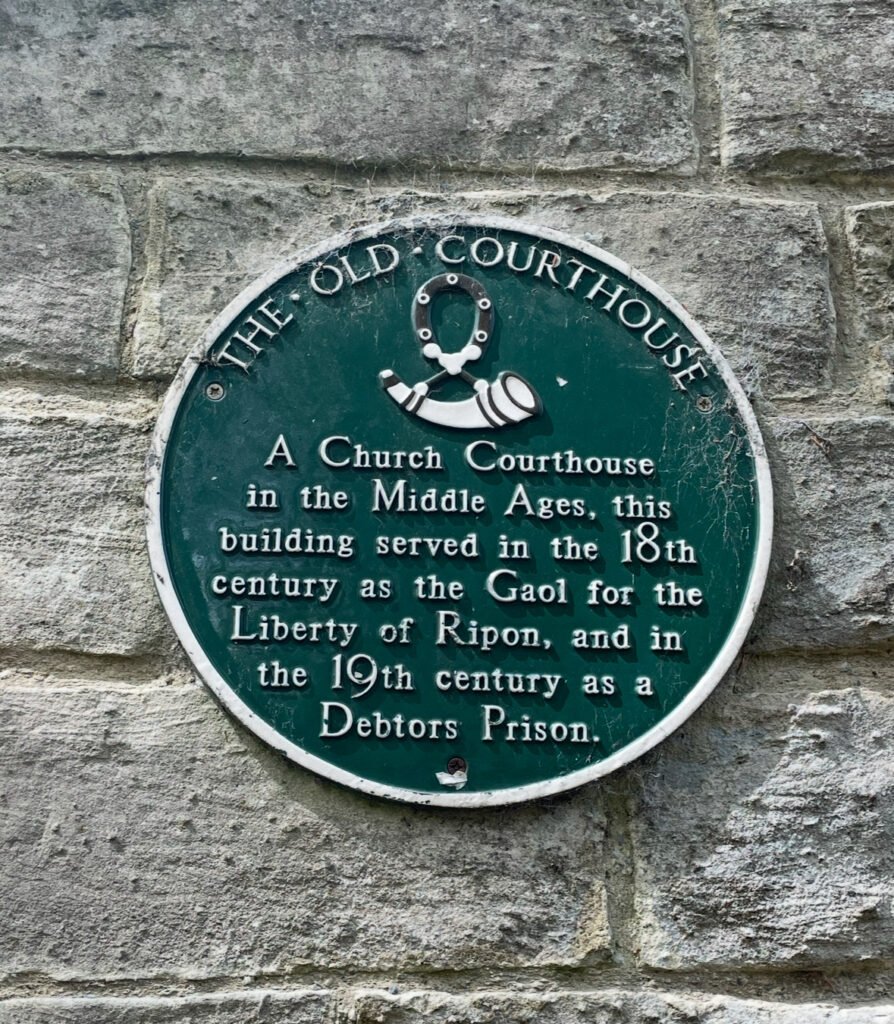 THE · OLD · COURTHOUSE
A Church Courthouse
in the Middle Ages, this
building served in the 18th
century as the Gaol for the
Liberty of Ripon, and in
the 19th century as a
Debtors Prison.